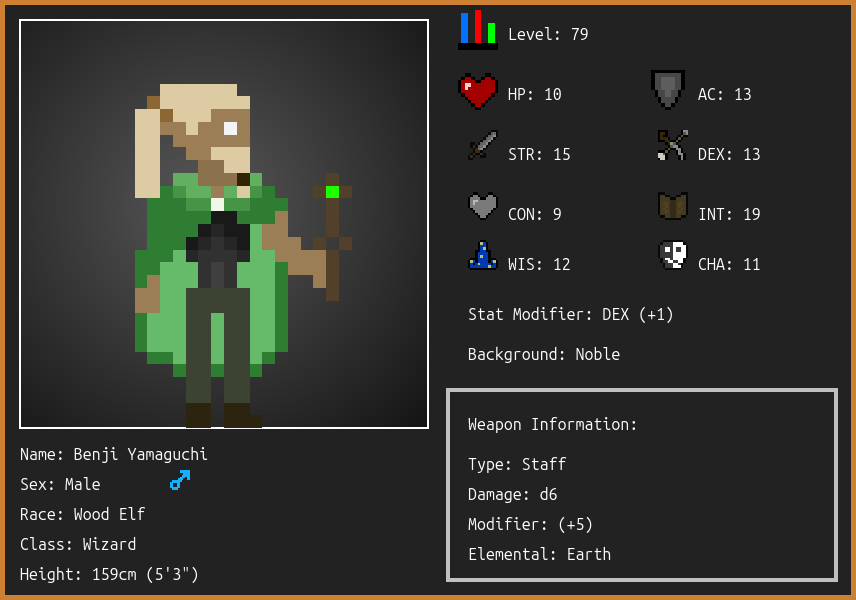 Level: 79
HP: 10
AC: 13
STR: 15
DEX: 13
CON: 9
INT: 19
WIS: 12
CHA: 11
Stat Modifier: DEX (+1)
Background: Noble
Weapon Information:
Type: Staff
Damage: d6
Modifier: (+5)
Elemental: Earth
Name: Benji Yamaguchi
Sex: Male
Race: Wood Elf
Class: Wizard
Height: 159cm (5'3")